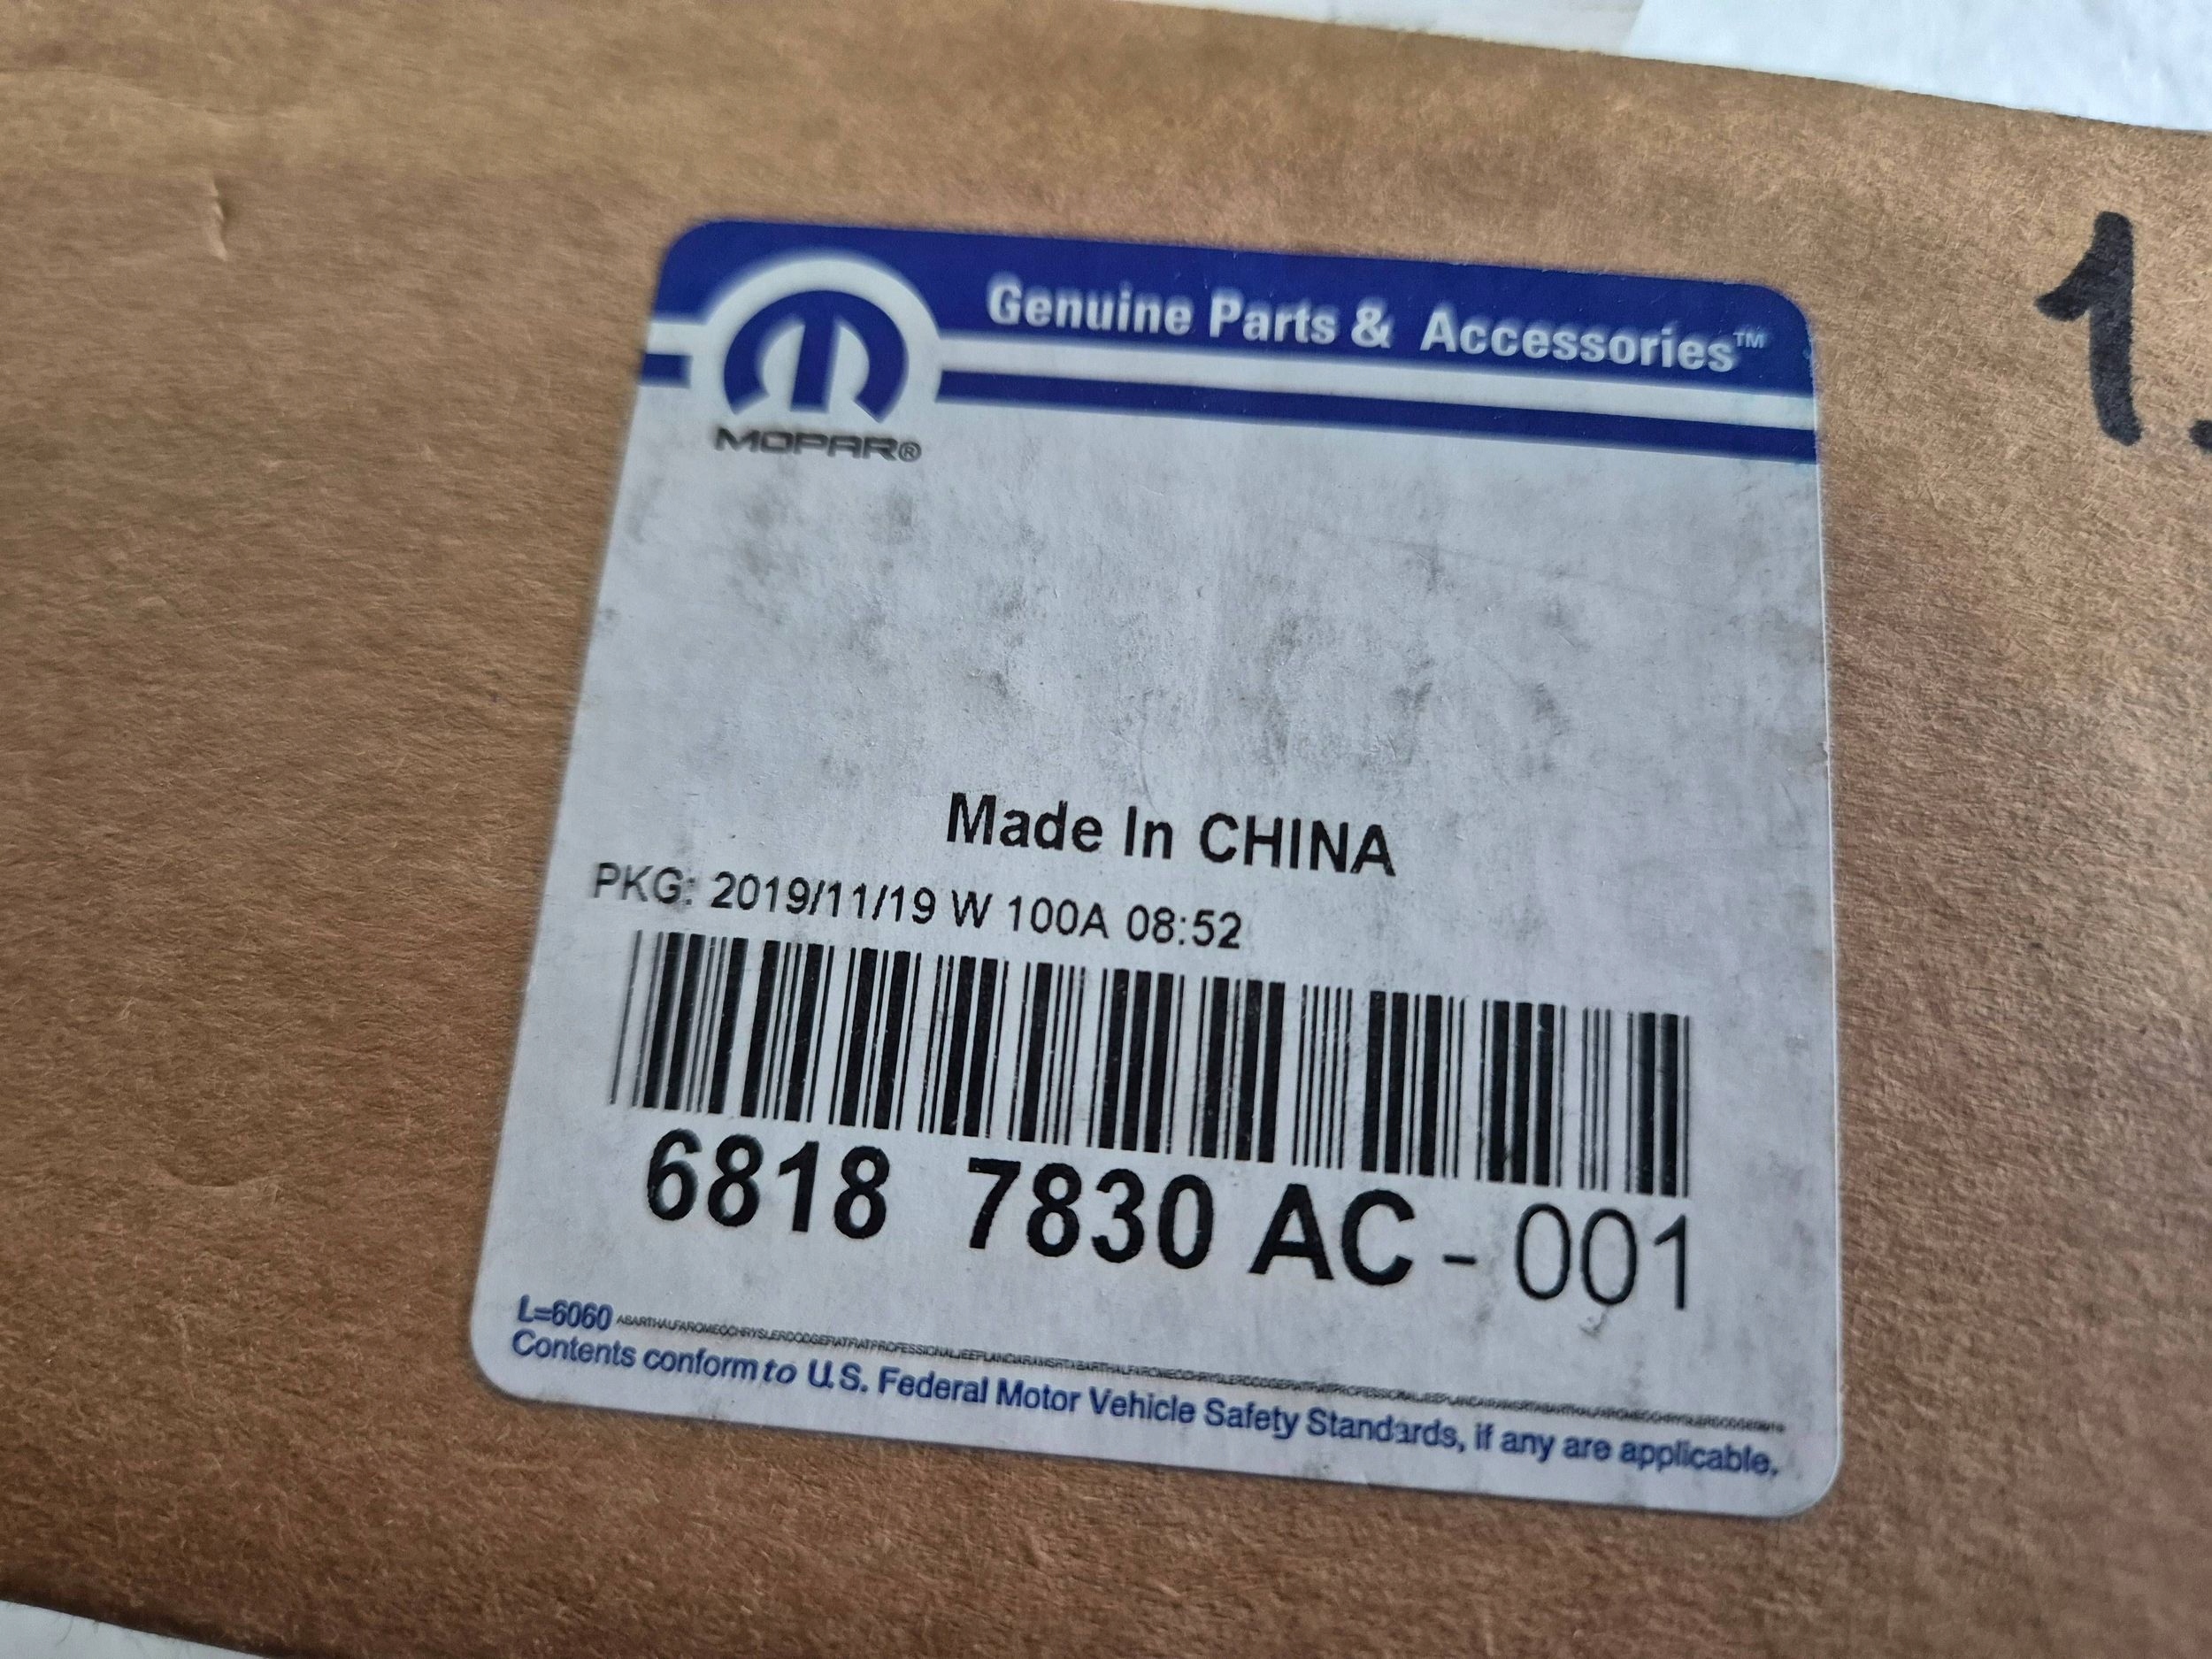 Genuine Parts & Accessories™
MOPAR®
1.
Made In CHINA
PKG: 2019/11/19 W 100A 08:52
6818 7830 AC - 001
L=6060
Contents conform to U.S. Federal Motor Vehicle Safety Standards, if any are applicable.